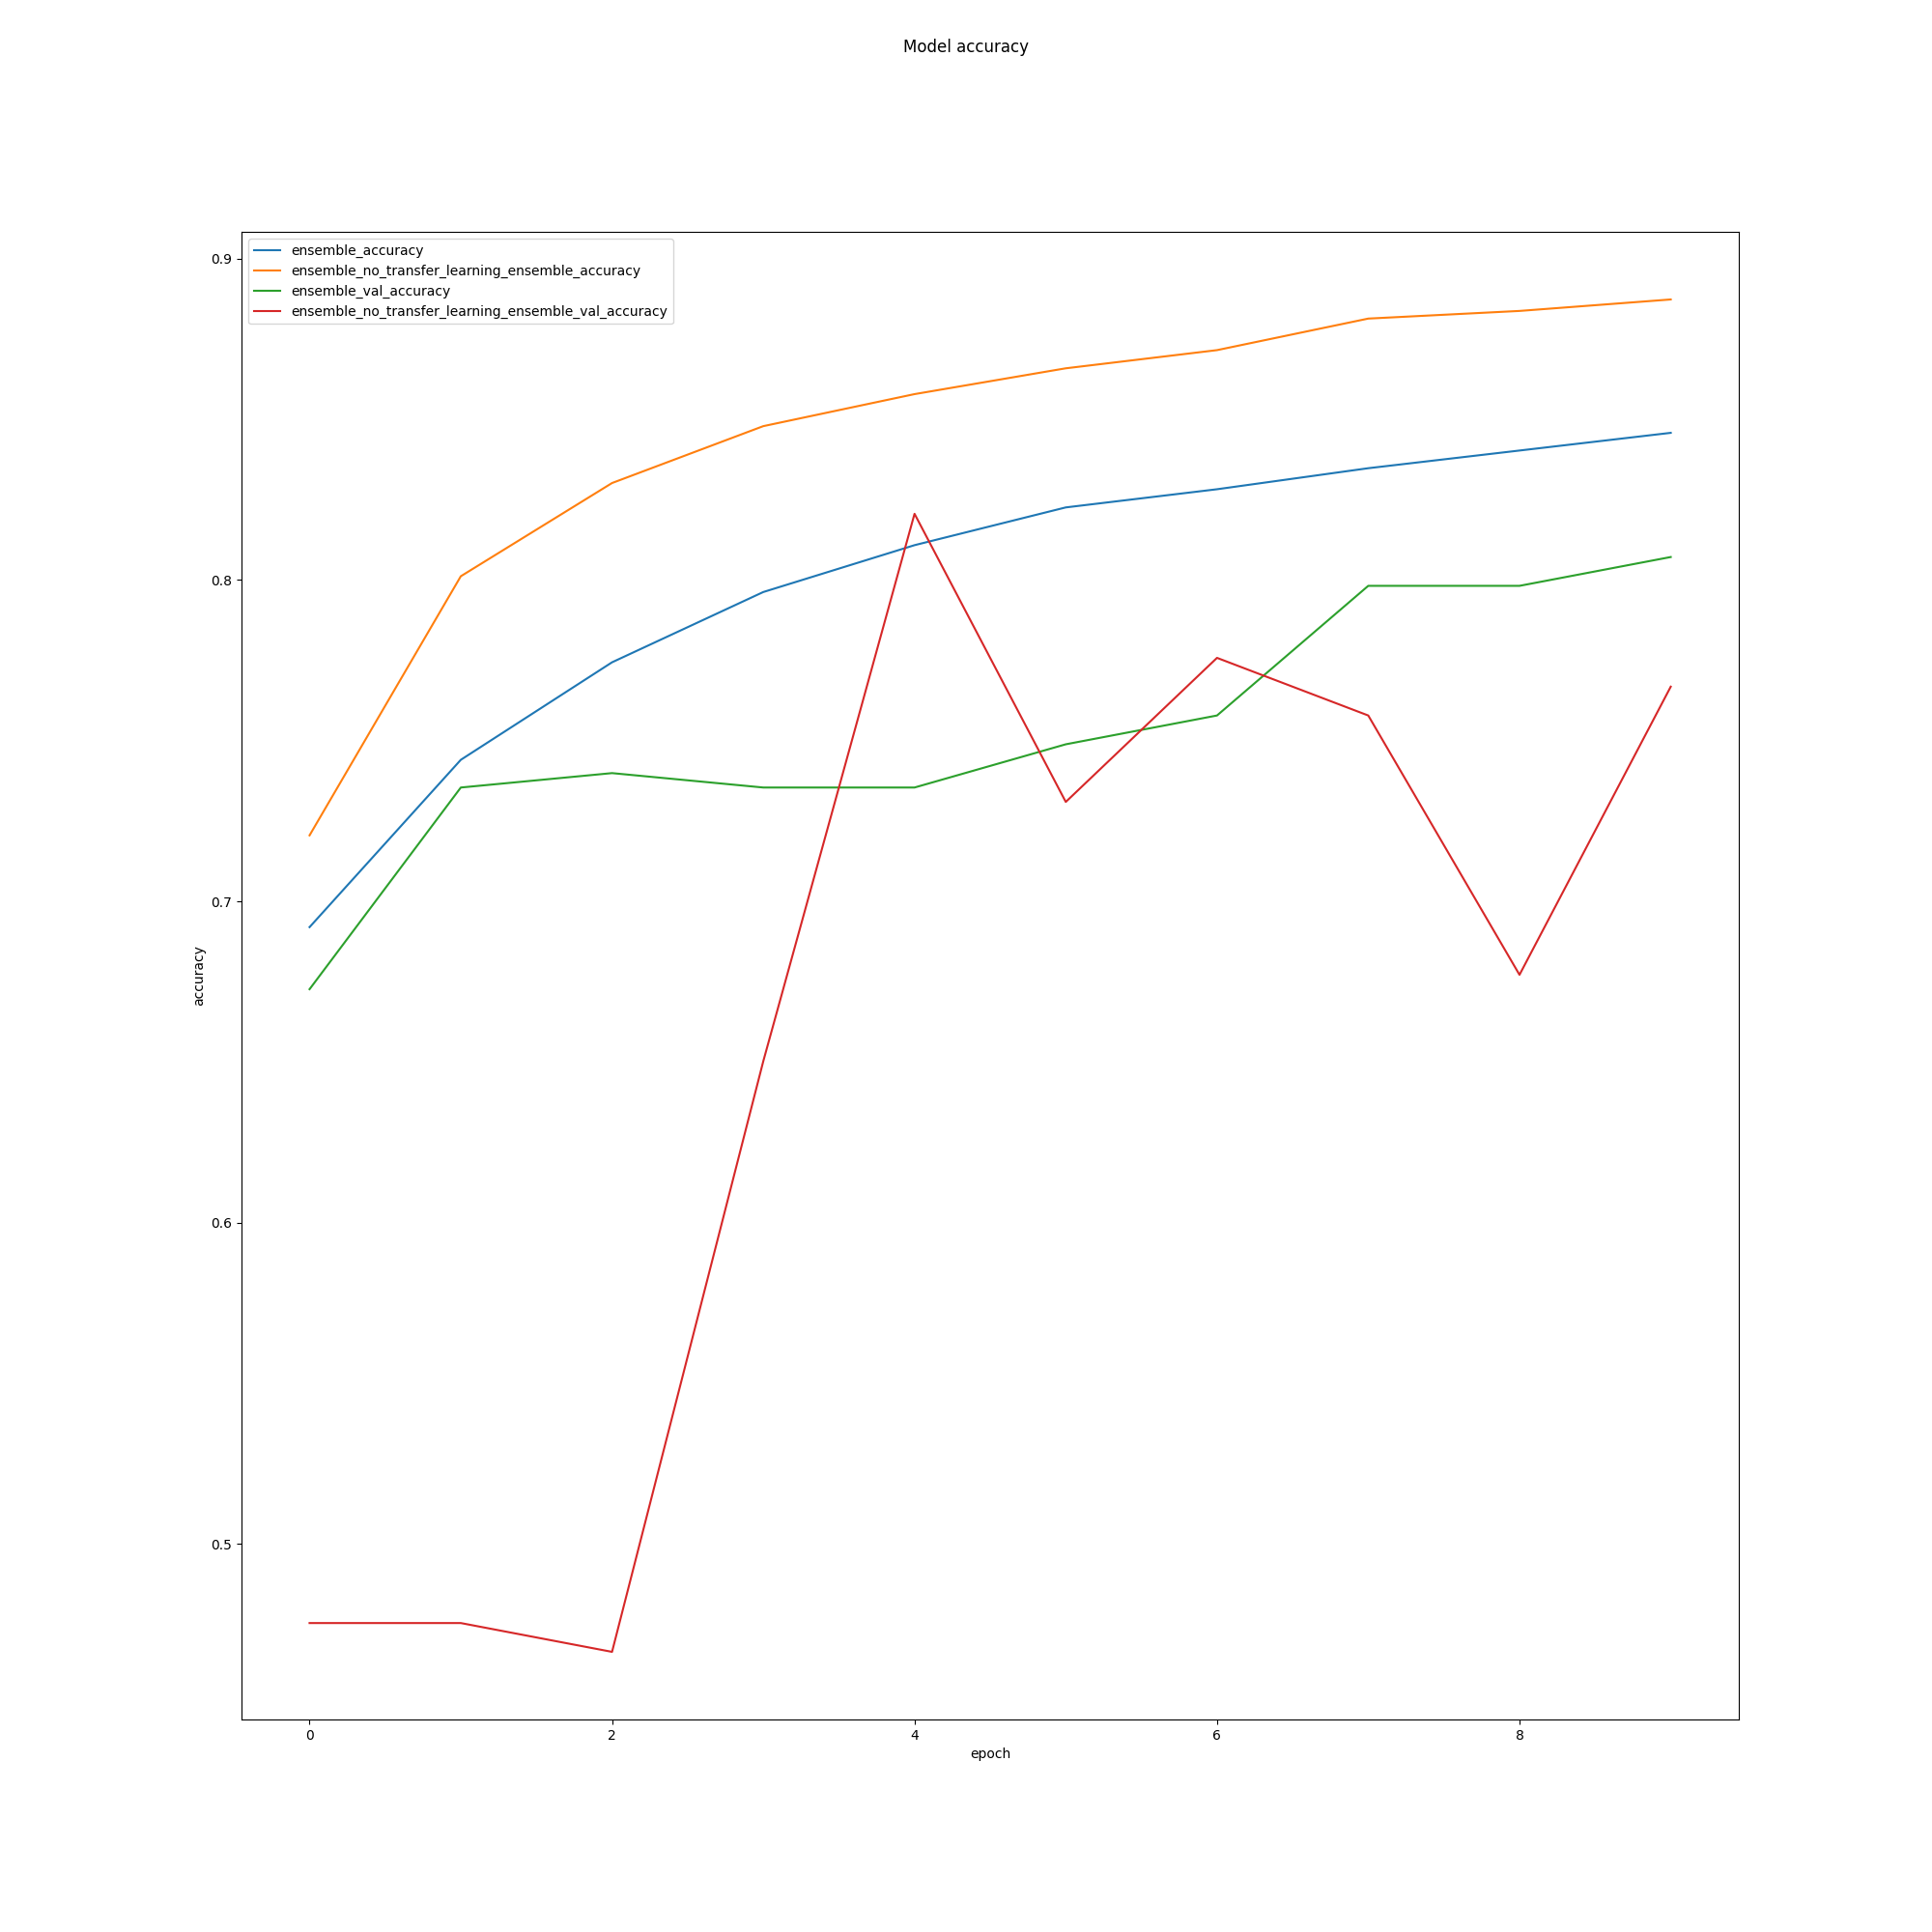 Model accuracy
ensemble_accuracy
ensemble_no_transfer_learning_ensemble_accuracy
ensemble_val_accuracy
ensemble_no_transfer_learning_ensemble_val_accuracy
0.9
0.8
0.7
0.6
0.5
accuracy
0 2 4 6 8
epoch